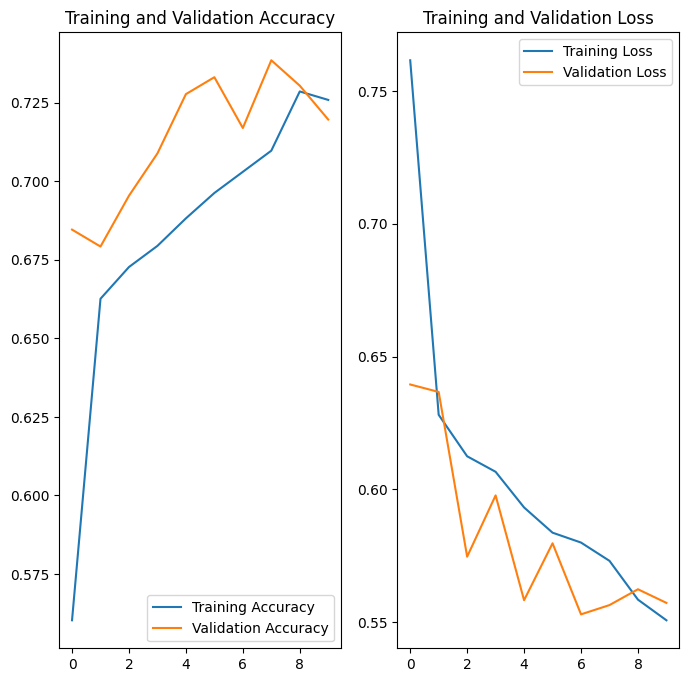 Training and Validation Accuracy
0.725
0.700
0.675
0.650
0.625
0.600
0.575
0 2 4 6 8
Training Accuracy
Validation Accuracy
Training and Validation Loss
Training Loss
Validation Loss
0.75
0.70
0.65
0.60
0.55
0 2 4 6 8